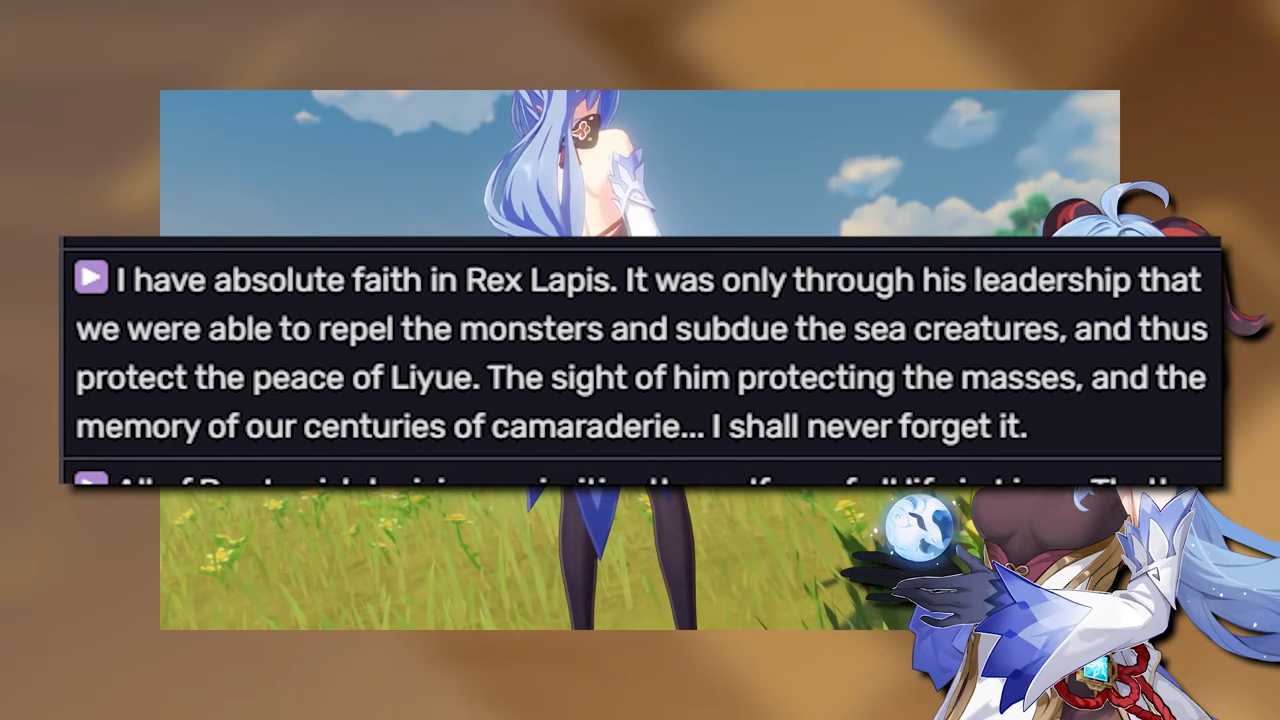 I have absolute faith in Rex Lapis. It was only through his leadership that
we were able to repel the monsters and subdue the sea creatures, and thus
protect the peace of Liyue. The sight of him protecting the masses, and the
memory of our centuries of camaraderie... I shall never forget it.